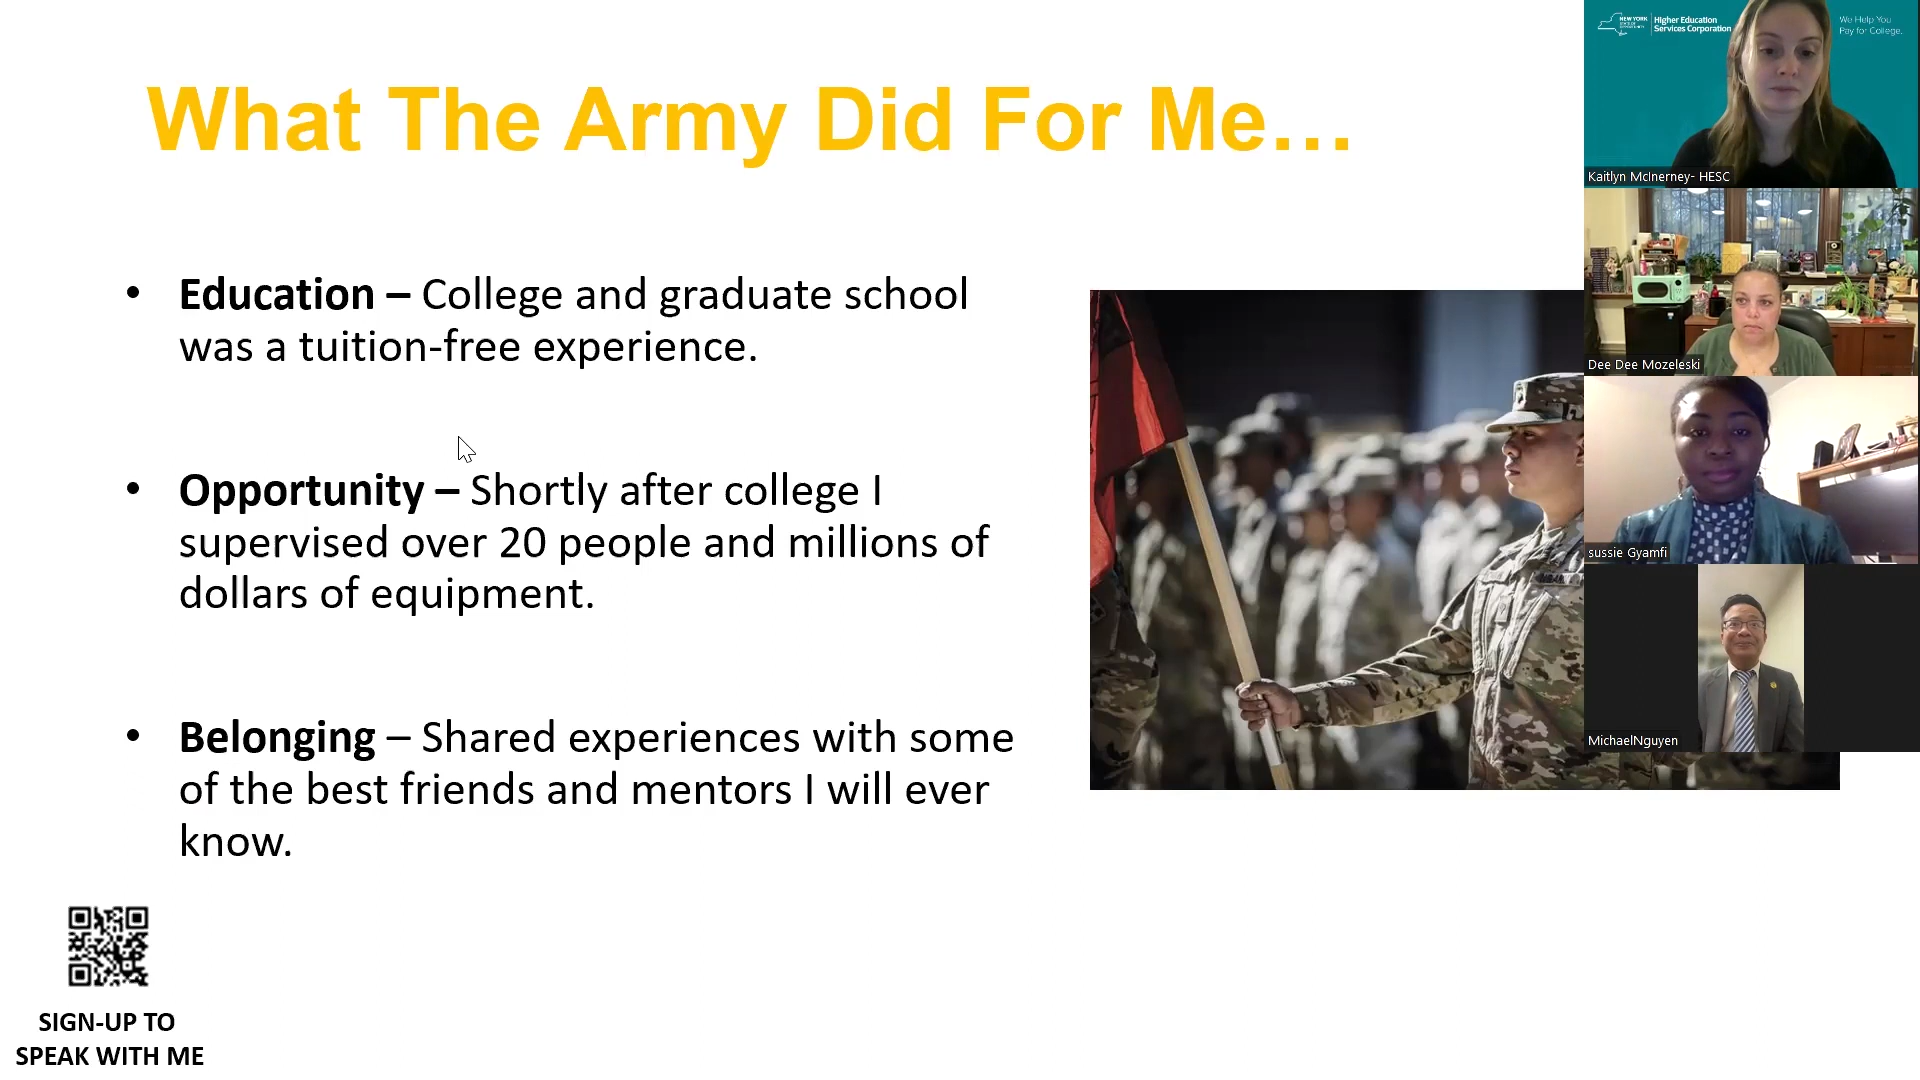 What The Army Did For Me...
• Education – College and graduate school
was a tuition-free experience.
• Opportunity – Shortly after college I
supervised over 20 people and millions of
dollars of equipment.
• Belonging – Shared experiences with some
of the best friends and mentors I will ever
know.
SIGN-UP TO
SPEAK WITH ME
NEW YORK
STATE OF
OPPORTUNITY
Higher Education
Services Corporation
We Help You
Pay for College.
Kaitlyn McInerney- HESC
Dee Dee Mozeleski
sussie Gyamfi
MichaelNguyen